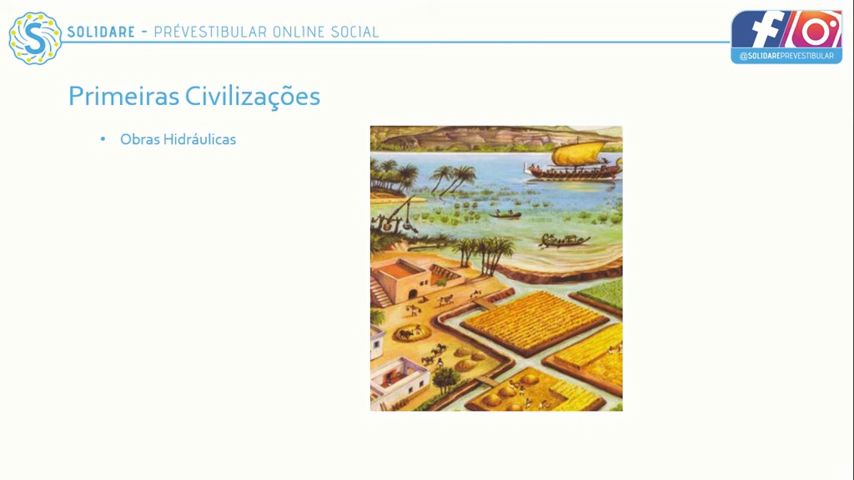 SOLIDARE - PRÉVESTIBULAR ONLINE SOCIAL
@SOLIDAREPREVESTIBULAR
Primeiras Civilizações
• Obras Hidráulicas